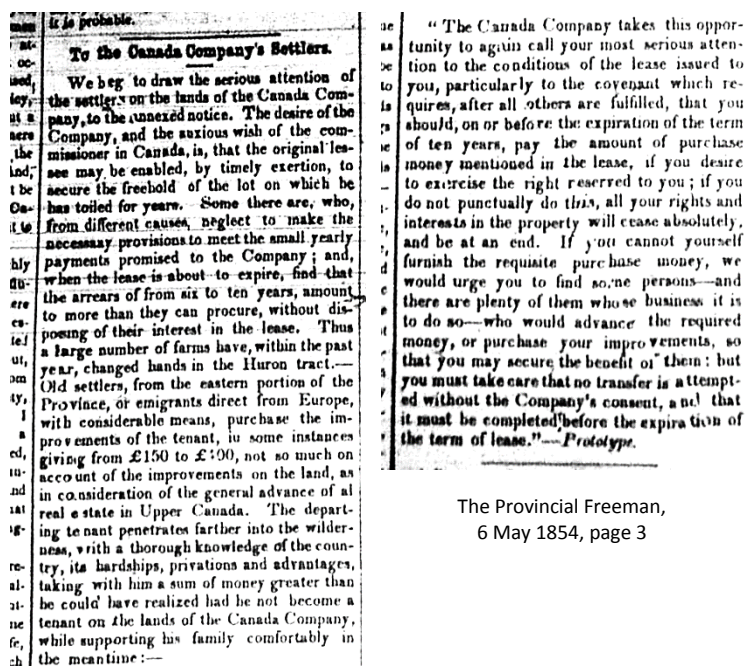 it is probable.
To the Canada Company's Settlers.
We beg to draw the serious attention of
the settlers on the lands of the Canada Com-
pany, to the annexed notice. The desire of the
Company, and the anxious wish of the com-
missioner in Canada, is, that the original les-
see may be enabled, by timely exertion, to
secure the freehold of the lot on which he
has toiled for years. Some there are, who,
from different causes, neglect to make the
necessary provisions to meet the small yearly
payments promised to the Company; and,
when the lease is about to expire, find that
the arrears of from six to ten years, amount
to more than they can procure, without dis-
posing of their interest in the lease. Thus
a large number of farms have, within the past
year, changed hands in the Huron tract.—
Old settlers, from the eastern portion of the
Province, or emigrants direct from Europe,
with considerable means, purchase the im-
provements of the tenant, in some instances
giving from £150 to not so much on
account of the improvements on the land, as
in consideration of the general advance of al
real estate in Upper Canada. The depart-
ing tenant penetrates farther into the wilder-
ness, with a thorough knowledge of the coun-
try, its hardships, privations and advantages,
taking with him a sum of money greater than
he could have realized had he not become a
tenant on the lands of the Canada Company,
while supporting his family comfortably in
the meantime:—
"The Canada Company takes this oppor-
tunity to again call your most serious atten-
tion to the conditions of the lease issued to
you, particularly to the covenant which re-
quires, after all others are fulfilled, that you
should, on or before the expiration of the term
of ten years, pay the amount of purchase
money mentioned in the lease, if you desire
to exercise the right reserved to you; if you
do not punctually do this, all your rights and
interests in the property will cease absolutely,
and be at an end. If you cannot yourself
furnish the requisite purchase money, we
would urge you to find some persons—and
there are plenty of them whose business it is
to do so—who would advance the required
money, or purchase your improvements, so
that you may secure the benefit of them: but
you must take care that no transfer is attempt-
ed without the Company's consent, and that
it must be completed before the expiration of
the term of lease."—Prototype.
The Provincial Freeman,
6 May 1854, page 3